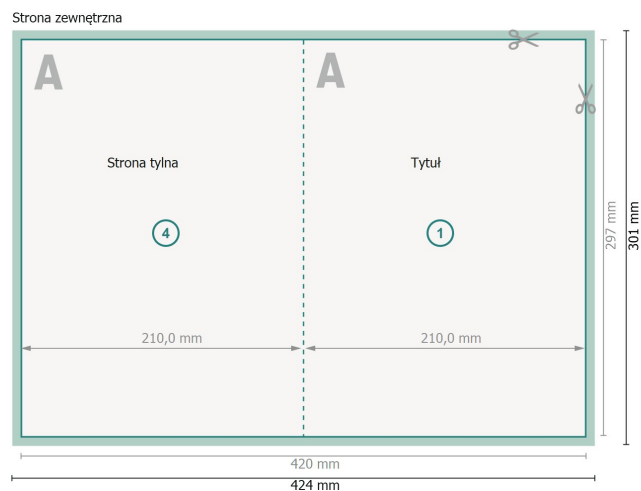 Strona zewnętrzna
A
A
Strona tylna
Tytuł
4
1
210,0 mm
210,0 mm
297 mm
301 mm
420 mm
424 mm